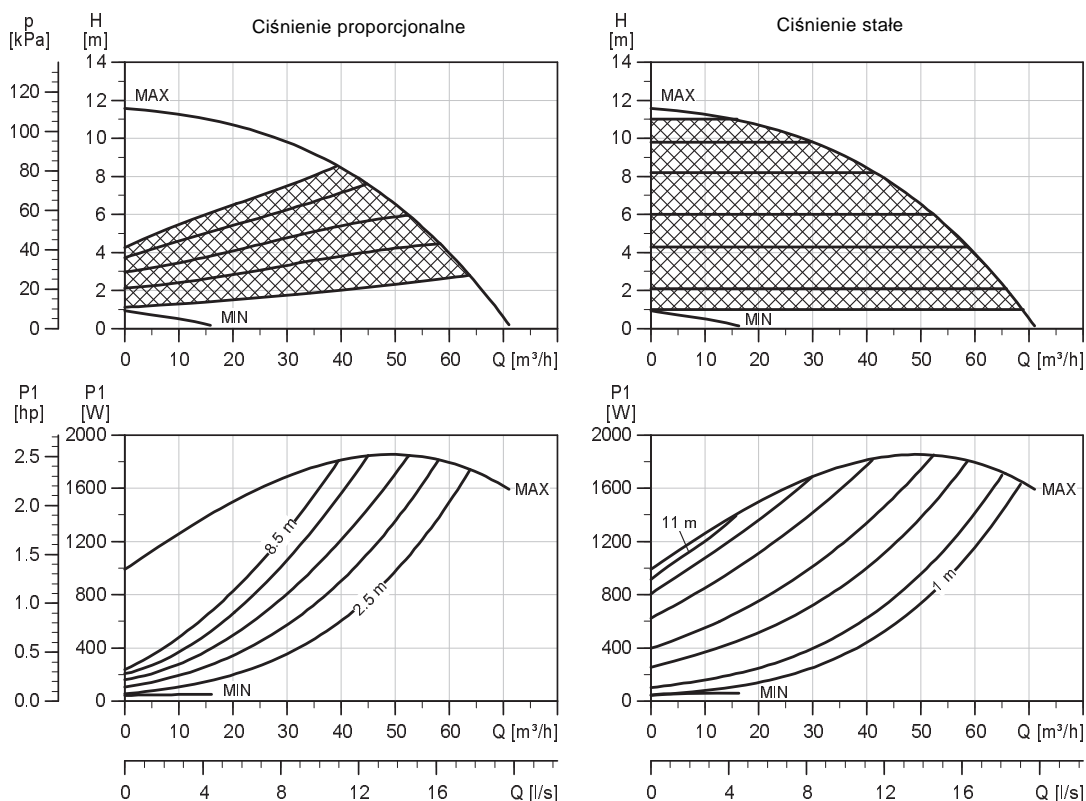 p
[kPa]
H
[m]
Ciśnienie proporcjonalne
14
12
10
8
6
4
2
0
120
100
80
60
40
20
0
MAX
MIN
0 10 20 30 40 50 60 Q [m³/h]
H
[m]
Ciśnienie stałe
14
12
10
8
6
4
2
0
MAX
MIN
0 10 20 30 40 50 60 Q [m³/h]
P1
[hp]
P1
[W]
2.5
2.0
1.5
1.0
0.5
0.0
2000
1600
1200
800
400
0
8.5 m
2.5 m
MAX
MIN
0 10 20 30 40 50 60 Q [m³/h]
0 4 8 12 16 Q [l/s]
P1
[W]
2000
1600
1200
800
400
0
11 m
1 m
MAX
MIN
0 10 20 30 40 50 60 Q [m³/h]
0 4 8 12 16 Q [l/s]